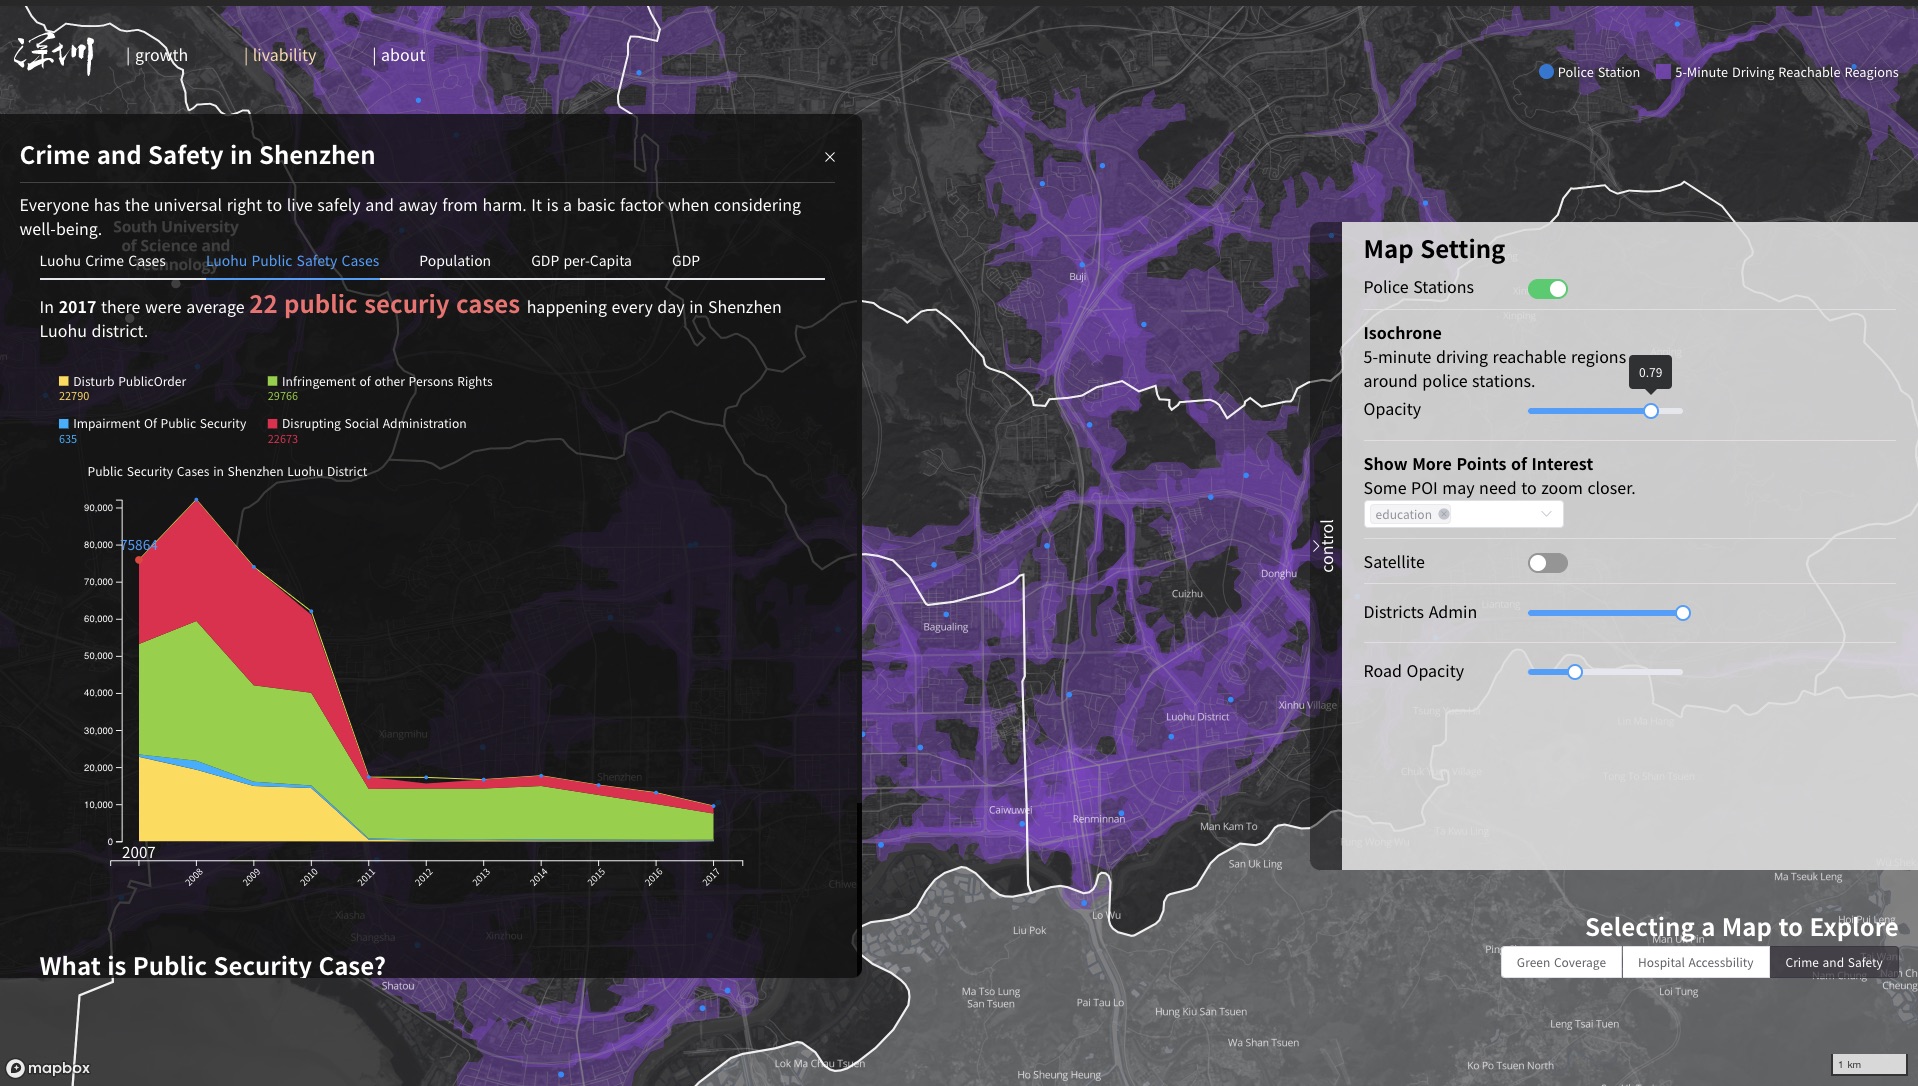 深圳
| growth
| livability
| about
Police Station
5-Minute Driving Reachable Reagions
Crime and Safety in Shenzhen
×
Everyone has the universal right to live safely and away from harm. It is a basic factor when considering
well-being.
South University
of Science and
Technology
Luohu Crime Cases
Luohu Public Safety Cases
Population
GDP per-Capita
GDP
In 2017 there were average 22 public securiy cases happening every day in Shenzhen
Luohu district.
Disturb PublicOrder
22790
Infringement of other Persons Rights
29766
Impairment Of Public Security
635
Disrupting Social Administration
22673
Public Security Cases in Shenzhen Luohu District
90,000
80,000
75864
70,000
60,000
50,000
40,000
30,000
20,000
10,000
0
2007
2008
2009
2010
2011
2012
2013
2014
2015
2016
2017
Xiangmihu
Shenzhen
Xiasha
Shangsha
Xinzhou
What is Public Security Case?
Shatou
mapbox
Buji
Donghu
Cuizhu
Bagualing
Luohu District
Xinhu Village
Caiwuwei
Renminnan
Man Kam To
San Uk Ling
Lo Wu
Liu Pok
Ma Tso Lung
San Tsuen
Pai Tau Lo
Hung Kiu San Tsuen
Wa Shan Tsuen
Lok Ma Chau Tsuen
Ho Sheung Heung
control
Map Setting
Police Stations
Isochrone
5-minute driving reachable regions
around police stations.
0.79
Opacity
Show More Points of Interest
Some POI may need to zoom closer.
education
Satellite
Districts Admin
Road Opacity
Ma Tseuk Leng
Selecting a Map to Explore
Green Coverage
Hospital Accessbility
Crime and Safety
Loi Tung
Leng Tsai Tuen
Ko Po Tsuen North
1 km